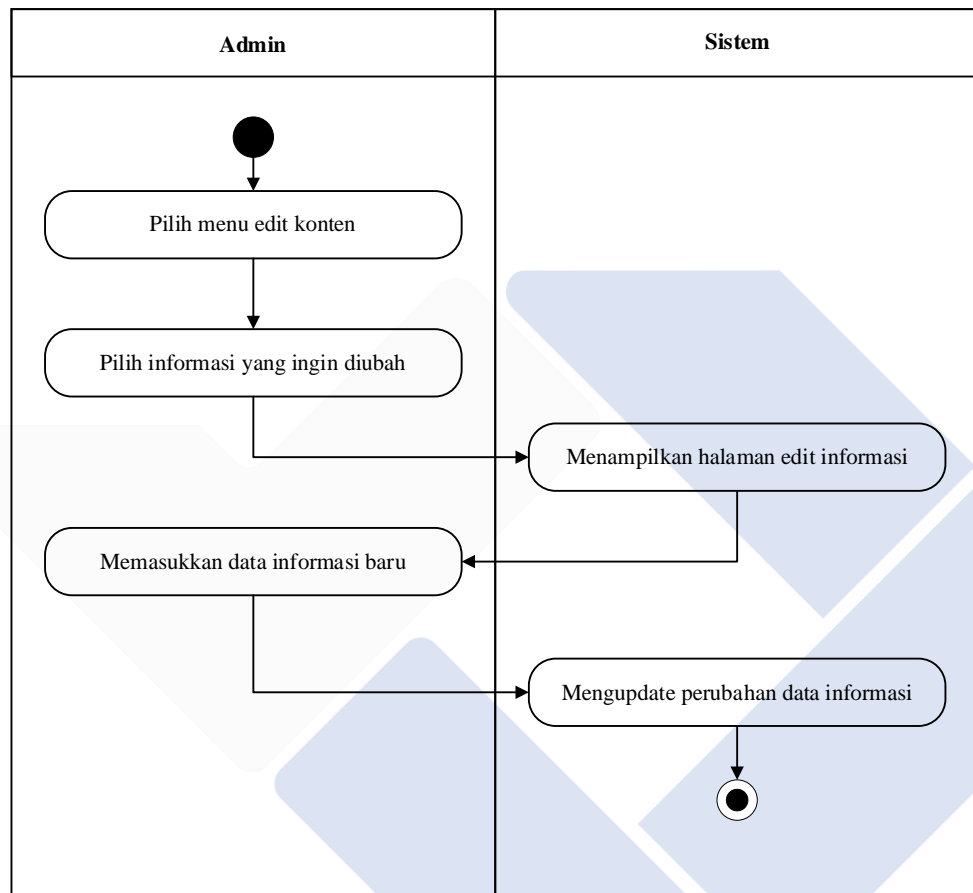 Admin
Sistem
Pilih menu edit konten
Pilih informasi yang ingin diubah
Menampilkan halaman edit informasi
Memasukkan data informasi baru
Mengupdate perubahan data informasi